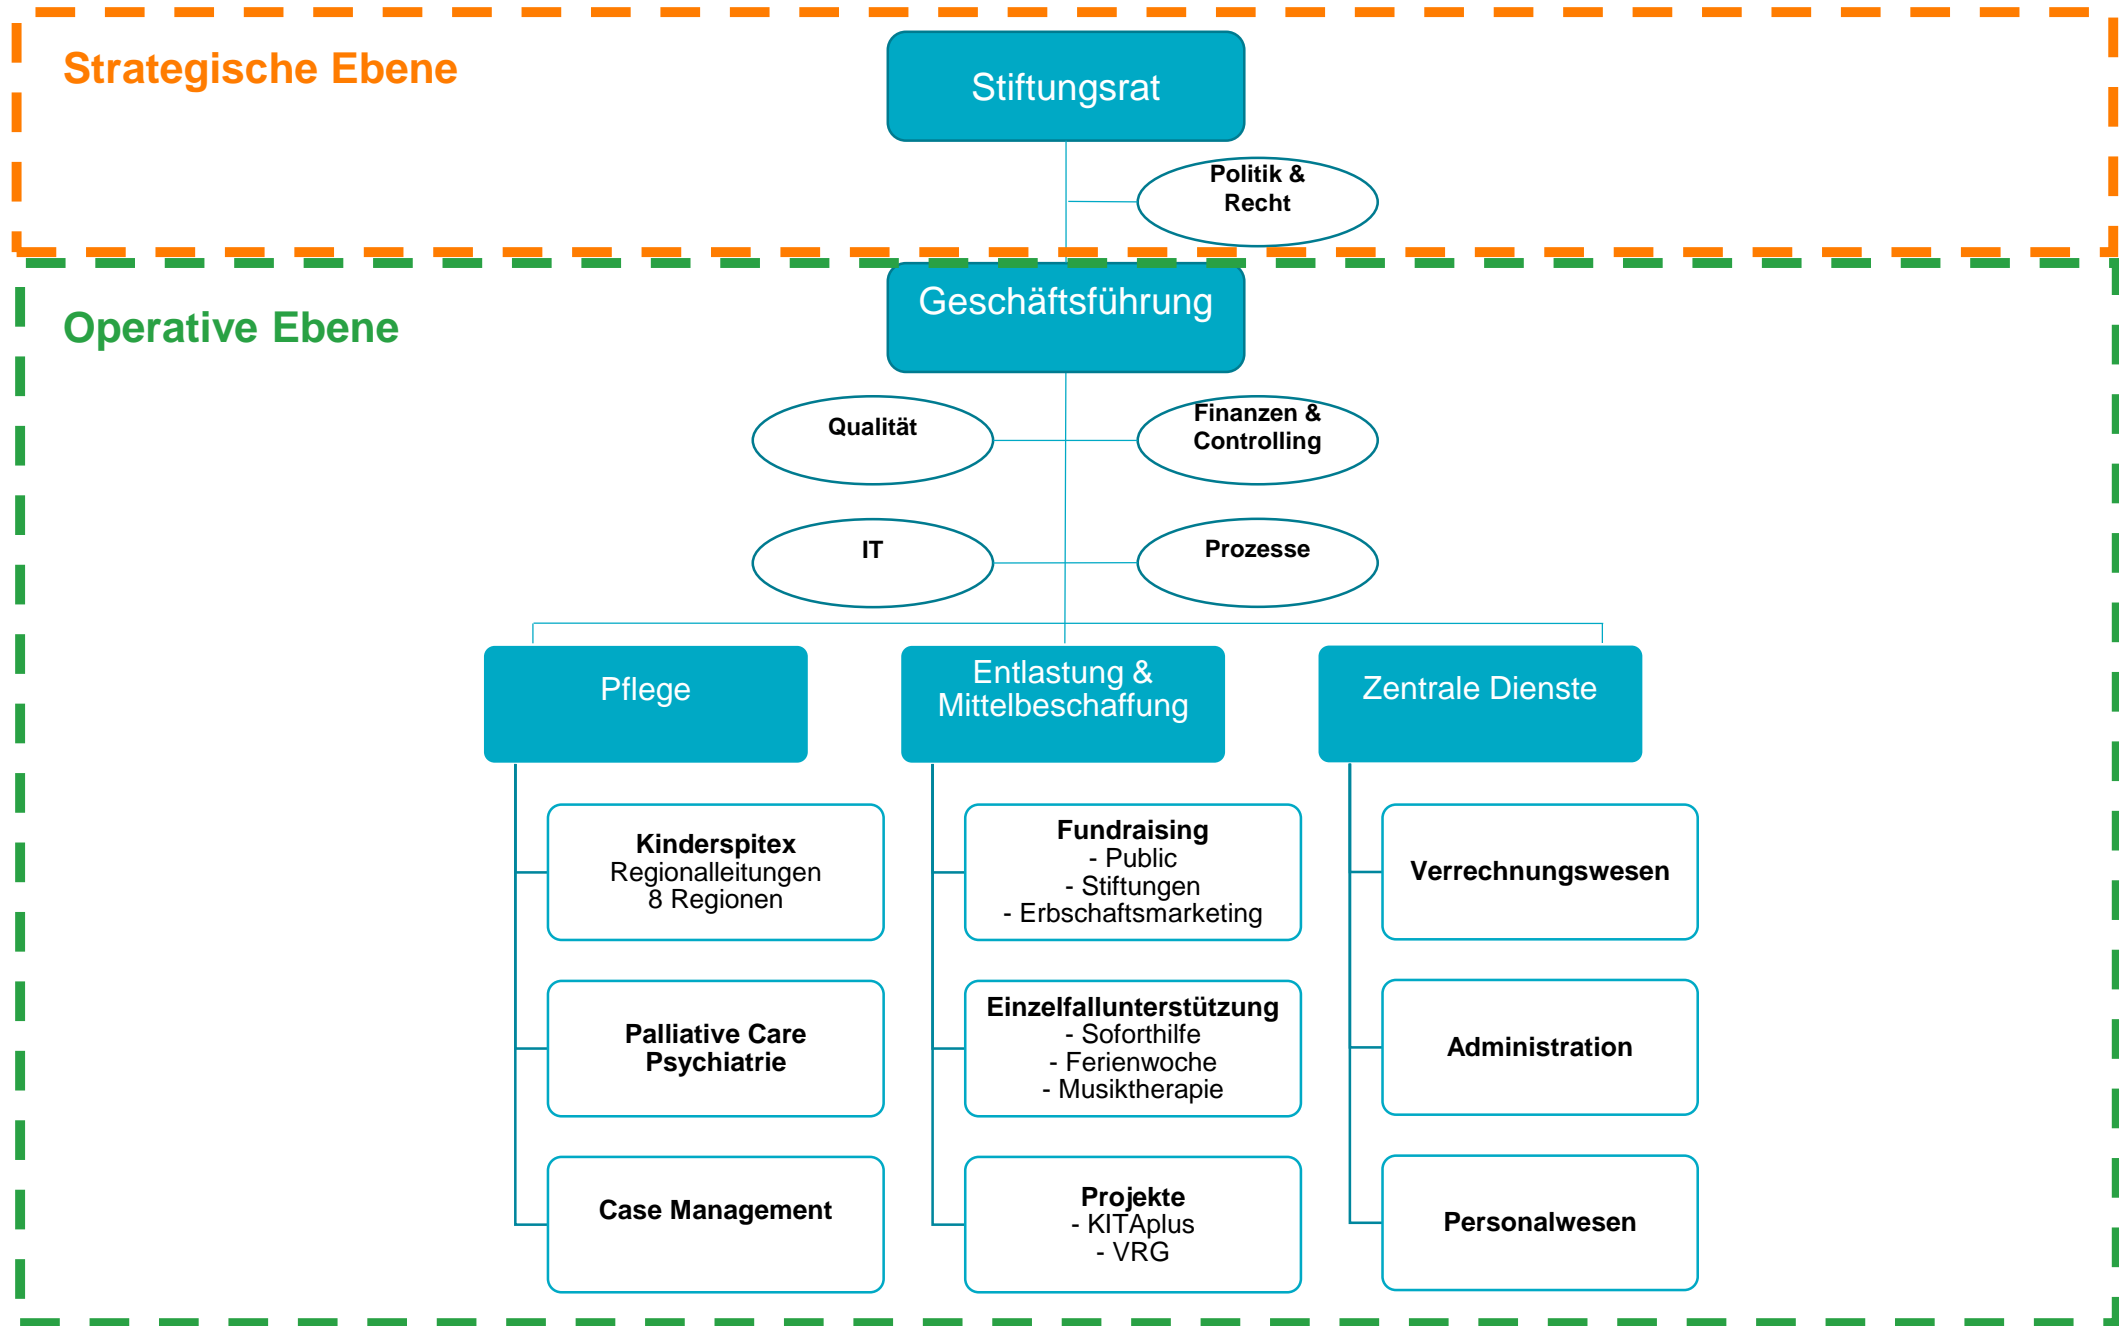 Strategische Ebene
Stiftungsrat
Politik &
Recht
Operative Ebene
Geschäftsführung
Qualität
Finanzen &
Controlling
IT
Prozesse
Pflege
Entlastung &
Mittelbeschaffung
Zentrale Dienste
Kinderspitex
Regionalleitungen
8 Regionen
Fundraising
- Public
- Stiftungen
- Erbschaftsmarketing
Verrechnungswesen
Palliative Care
Psychiatrie
Einzelfallunterstützung
- Soforthilfe
- Ferienwoche
- Musiktherapie
Administration
Case Management
Projekte
- KITAplus
- VRG
Personalwesen